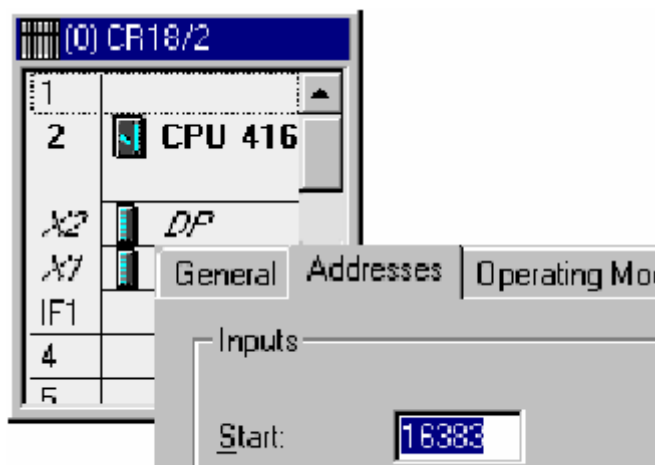 (0) CR18/2
1
2 CPU 416
X2 DP
X1
General Addresses Operating Mo
IF1
Inputs
4
5
Start: 16383